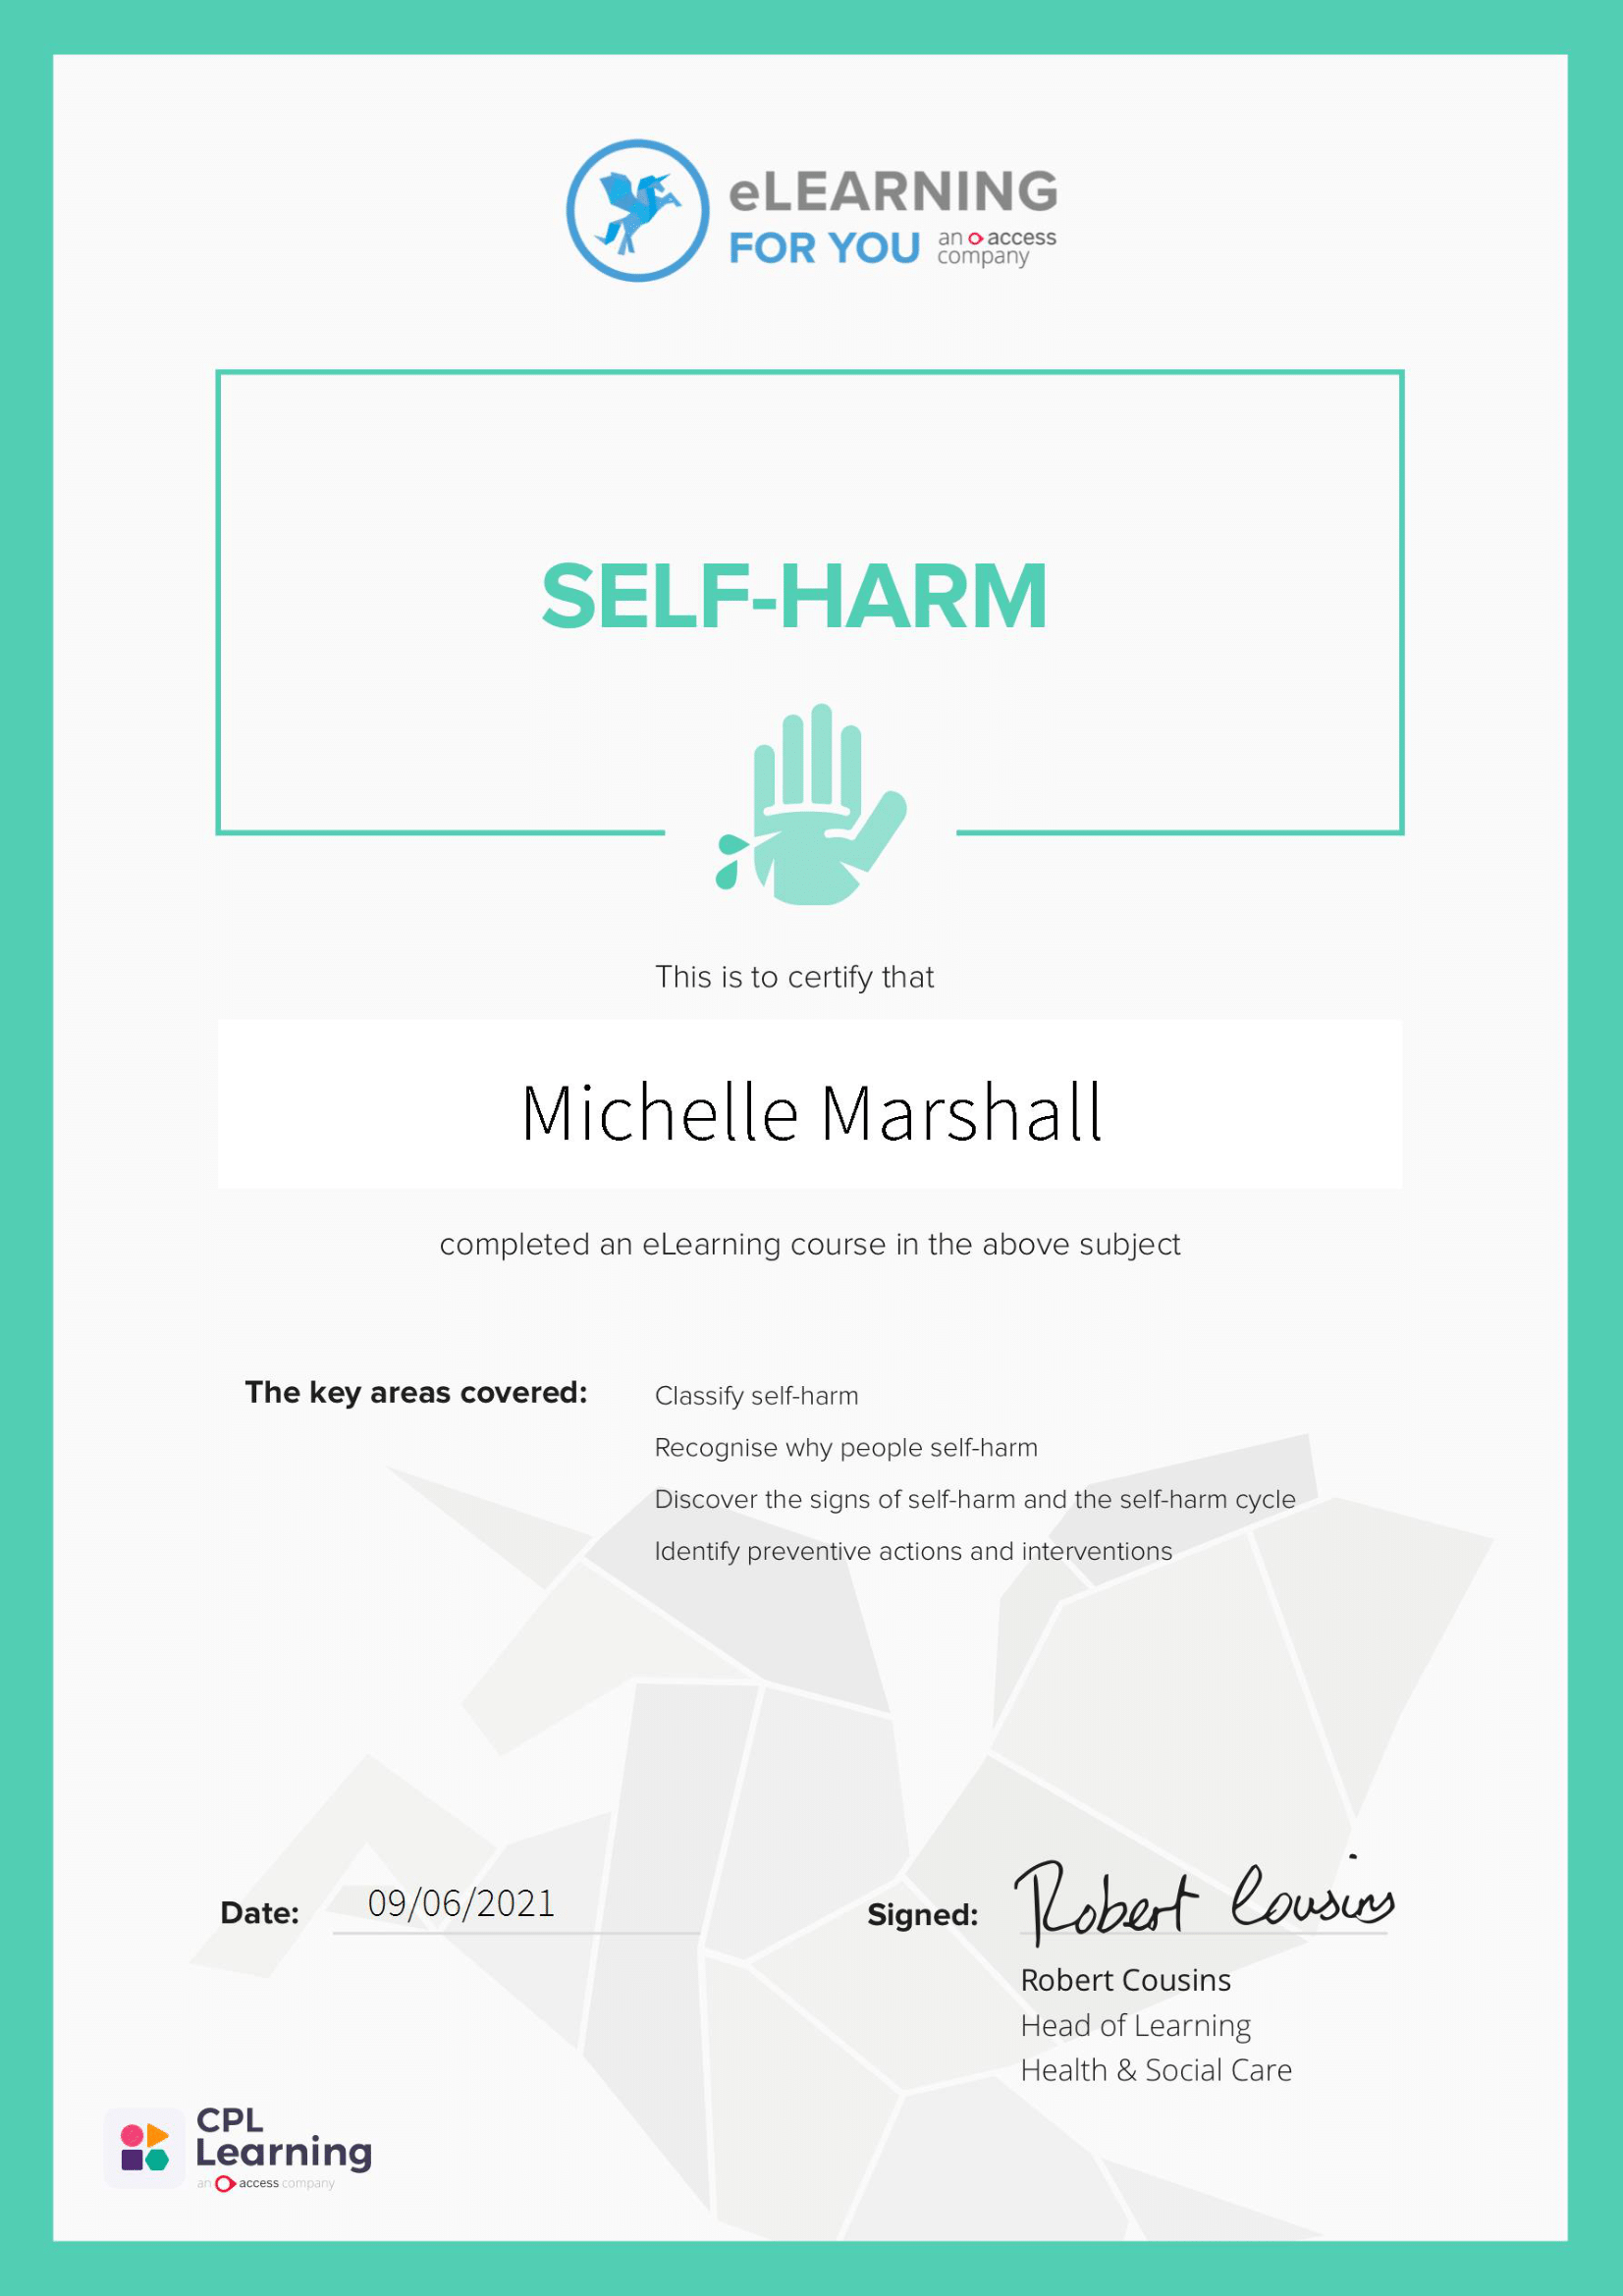 eLEARNING
FOR YOU an access company
SELF-HARM
This is to certify that
Michelle Marshall
completed an eLearning course in the above subject
The key areas covered:
Classify self-harm
Recognise why people self-harm
Discover the signs of self-harm and the self-harm cycle
Identify preventive actions and interventions
Date: 09/06/2021
Signed: Robert Cousins
Robert Cousins
Head of Learning
Health & Social Care
CPL
Learning
an access company